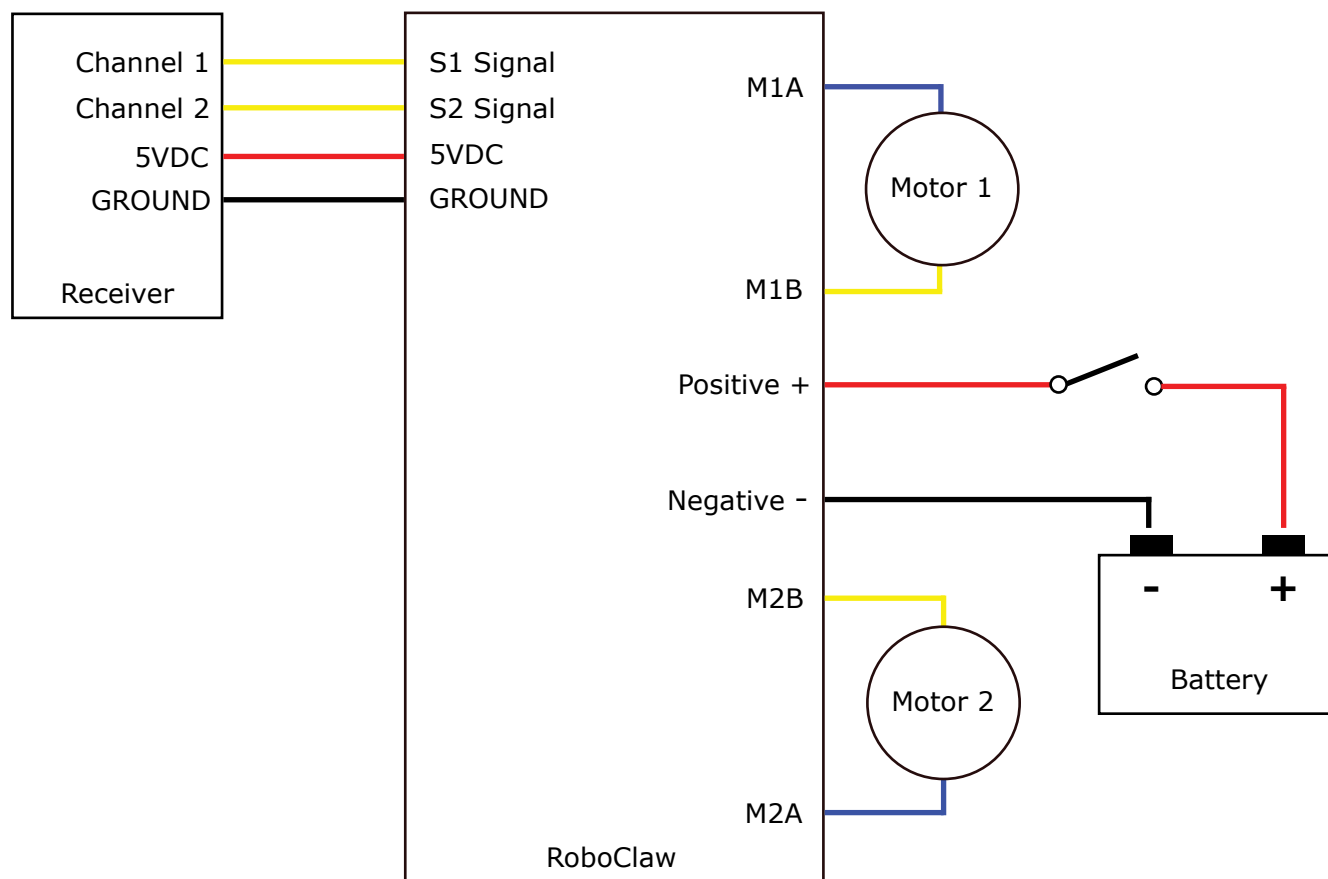 Channel 1
Channel 2
5VDC
GROUND
Receiver
S1 Signal
S2 Signal
5VDC
GROUND
M1A
M1B
Positive +
Negative -
M2B
M2A
RoboClaw
Motor 1
Motor 2
- +
Battery